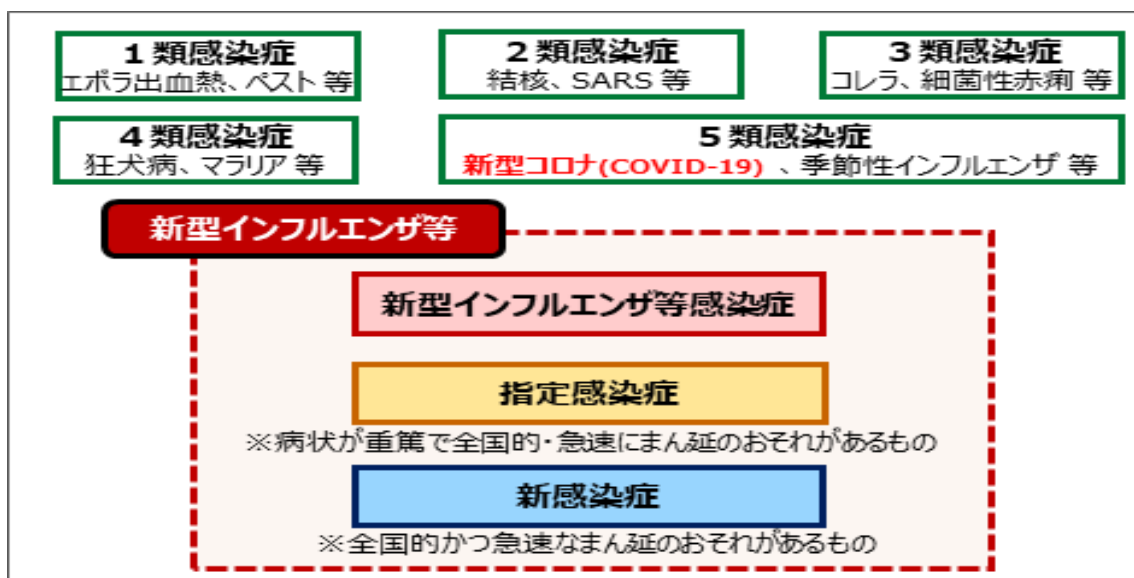 1類感染症
エボラ出血熱、ペスト 等
2類感染症
結核、SARS 等
3類感染症
コレラ、細菌性赤痢 等
4類感染症
狂犬病、マラリア 等
5類感染症
新型コロナ(COVID-19) 、季節性インフルエンザ 等
新型インフルエンザ等
新型インフルエンザ等感染症
指定感染症
※病状が重篤で全国的・急速にまん延のおそれがあるもの
新感染症
※全国的かつ急速なまん延のおそれがあるもの